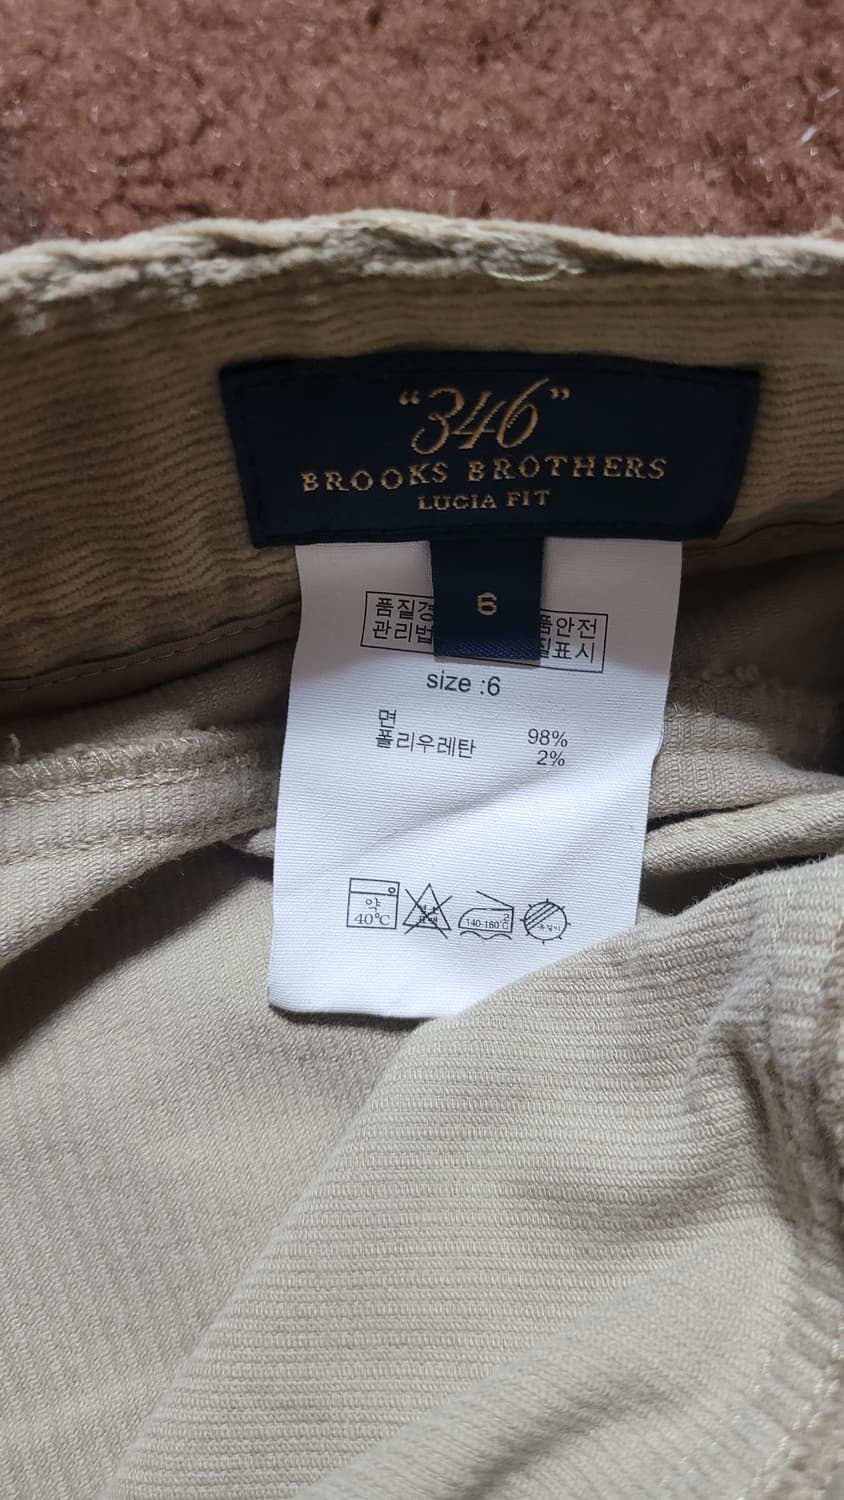 “346”
BROOKS BROTHERS
LUCIA FIT
6
품질경
관리법
품안전
질표시
size :6
면 98%
폴리우레탄 2%
약
40℃
140-160℃